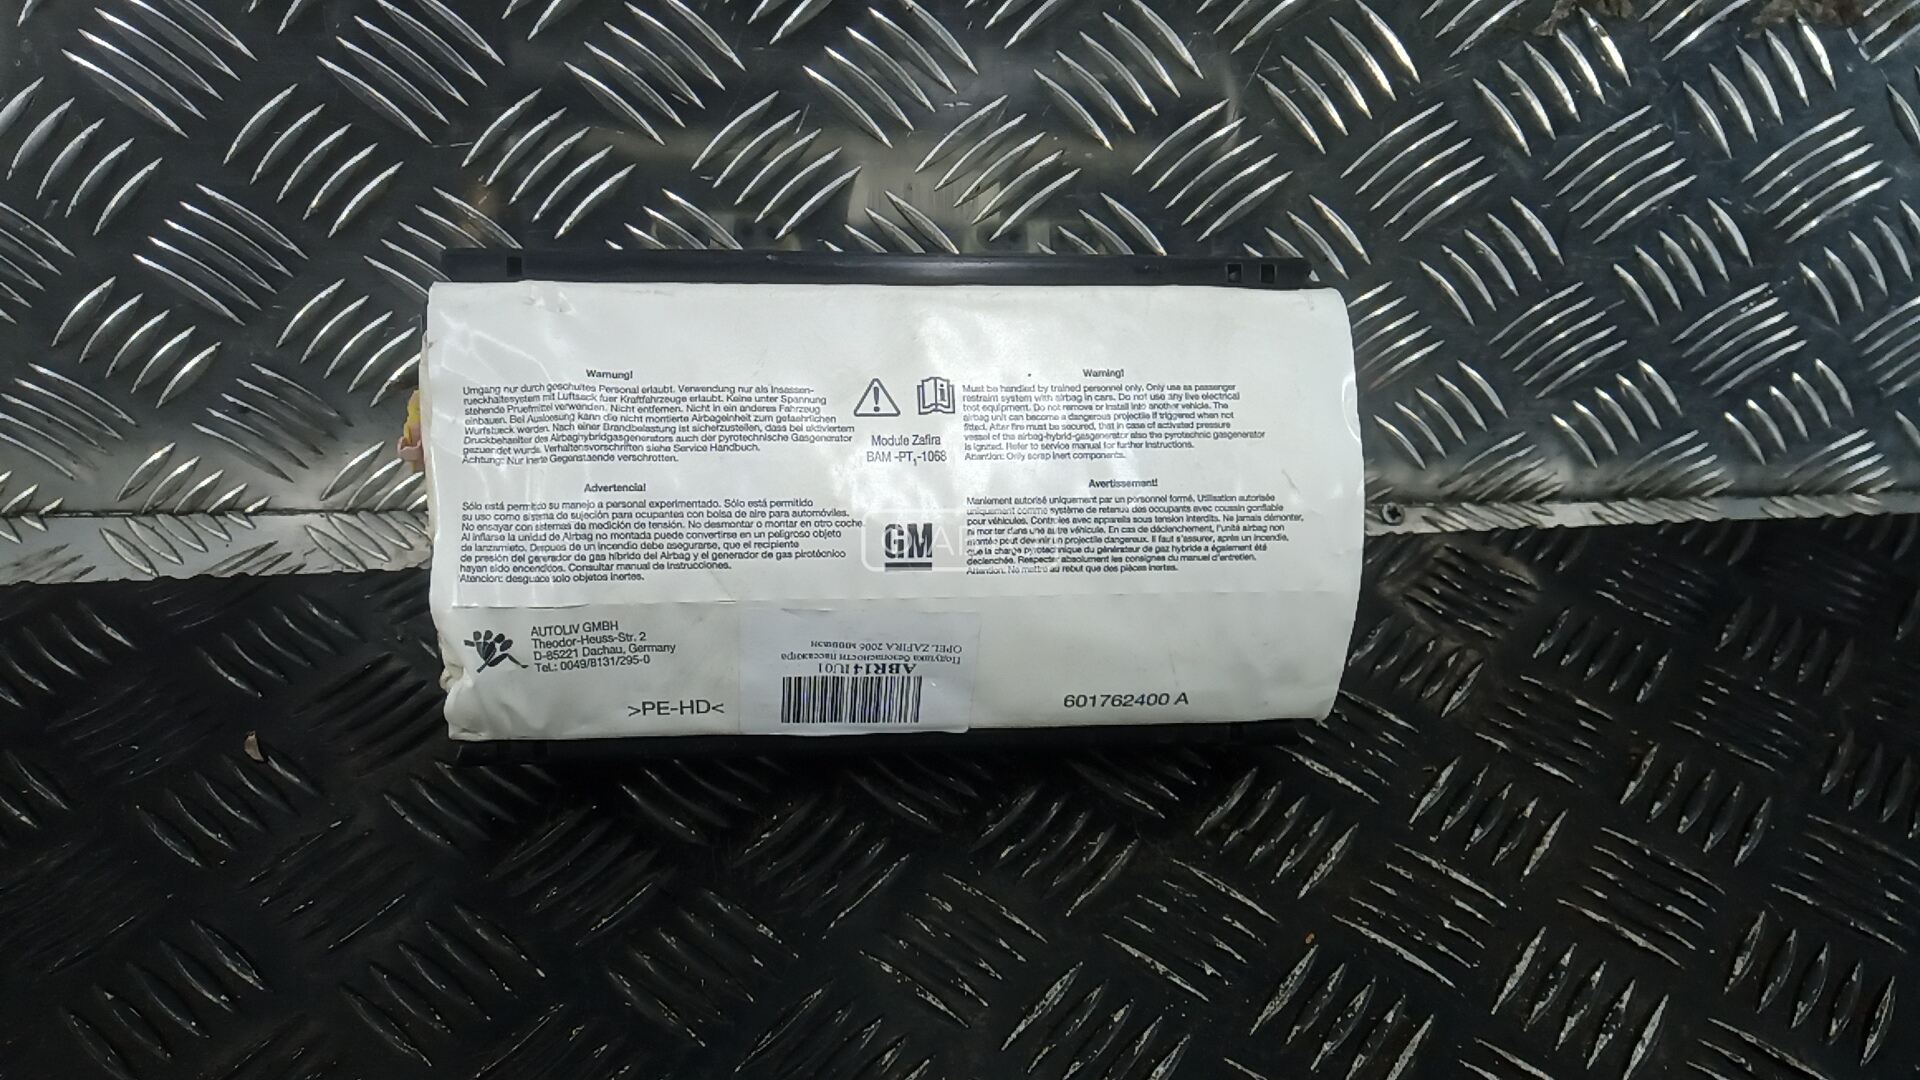 Warnung!
Umgang nur durch geschultes Personal erlaubt. Verwendung nur als Insassen-
rueckhaltesystem mit Luftsack fuer Kraftfahrzeuge erlaubt. Keine unter Spannung
stehende Pruefmittel verwenden. Nicht entfernen. Nicht in ein anderes Fahrzeug
einbauen. Bei Ausloesung kann die nicht montierte Airbageinheit zum gefaehrlichen
Wurfstueck werden. Nach einer Brandbelastung ist sicherzustellen, dass bei aktiviertem
Druckbehaelter des Airbaghybridgasgenerators auch der pyrotechnische Gasgenerator
gezuendet wurde. Verhaltensvorschriften siehe Service Handbuch.
Achtung: Nur inerte Gegenstaende verschrotten.
Module Zafira
BAM -PT1-1068
Warning!
Must be handled by trained personnel only. Only use as passenger
restraint system with airbag in cars. Do not use any live electrical
test equipment. Do not remove or install into another vehicle. The
airbag unit can become a dangerous projectile if triggered when not
fitted. After fire must be secured, that in case of activated pressure
vessel of the airbag-hybrid-gasgenerator also the pyrotechnic gasgenerator
is ignited. Refer to service manual for further instructions.
Attention: Only scrap inert components.
Advertencia!
Sólo está permitido su manejo a personal experimentado. Sólo está permitido
su uso como sistema de sujeción para ocupantes con bolsa de aire para automóviles.
No ensayar con sistemas de medición de tensión. No desmontar o montar en otro coche.
Al inflarse la unidad de Airbag no montada puede convertirse en un peligroso objeto
de lanzamiento. Después de un incendio debe asegurarse, que el recipiente
de presión del generador de gas híbrido del Airbag y el generador de gas pirotécnico
hayan sido encendidos. Consultar manual de instrucciones.
Atencion: desguace solo objetos inertes.
GM
Avertissement!
Maniement autorisé uniquement par un personnel formé. Utilisation autorisée
uniquement comme système de retenue des occupants avec coussin gonflable
pour véhicules. Contrôles avec appareils sous tension interdits. Ne jamais démonter,
ni monter dans une autre véhicule. En cas de déclenchement, l'unité airbag non
montée peut devenir un projectile dangereux. Il faut s'assurer, après un incendie,
que la charge pyrotechnique du générateur de gaz hybride a également été
déclenchée. Respecter absolument les consignes du manuel d'entretien.
Attention: Ne mettre au rebut que des pièces inertes.
AUTOLIV GMBH
Theodor-Heuss-Str. 2
D-85221 Dachau, Germany
Tel.: 0049/8131/295-0
>PE-HD<
ABR141U01
Подушка безопасности пассажира
OPEL ZAFIRA 2006 минивэн
601762400 A